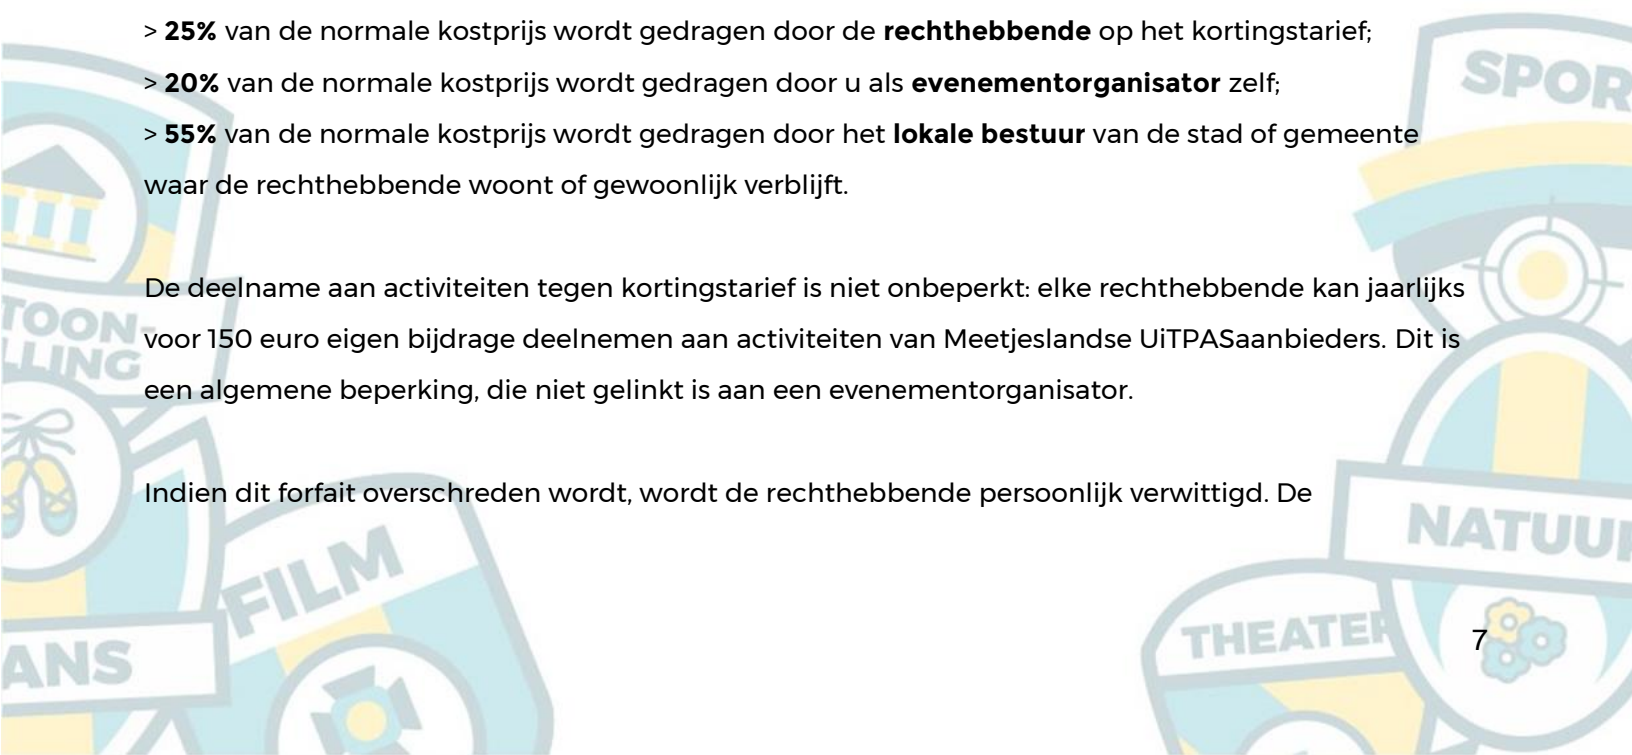 > 25% van de normale kostprijs wordt gedragen door de rechthebbende op het kortingstarief;
> 20% van de normale kostprijs wordt gedragen door u als evenementorganisator zelf;
> 55% van de normale kostprijs wordt gedragen door het lokale bestuur van de stad of gemeente
waar de rechthebbende woont of gewoonlijk verblijft.
De deelname aan activiteiten tegen kortingstarief is niet onbeperkt: elke rechthebbende kan jaarlijks
voor 150 euro eigen bijdrage deelnemen aan activiteiten van Meetjeslandse UiTPASaanbieders. Dit is
een algemene beperking, die niet gelinkt is aan een evenementorganisator.
Indien dit forfait overschreden wordt, wordt de rechthebbende persoonlijk verwittigd. De
SPOR
TOON-
LLING
NATUUR
FILM
THEATER
ANS
7